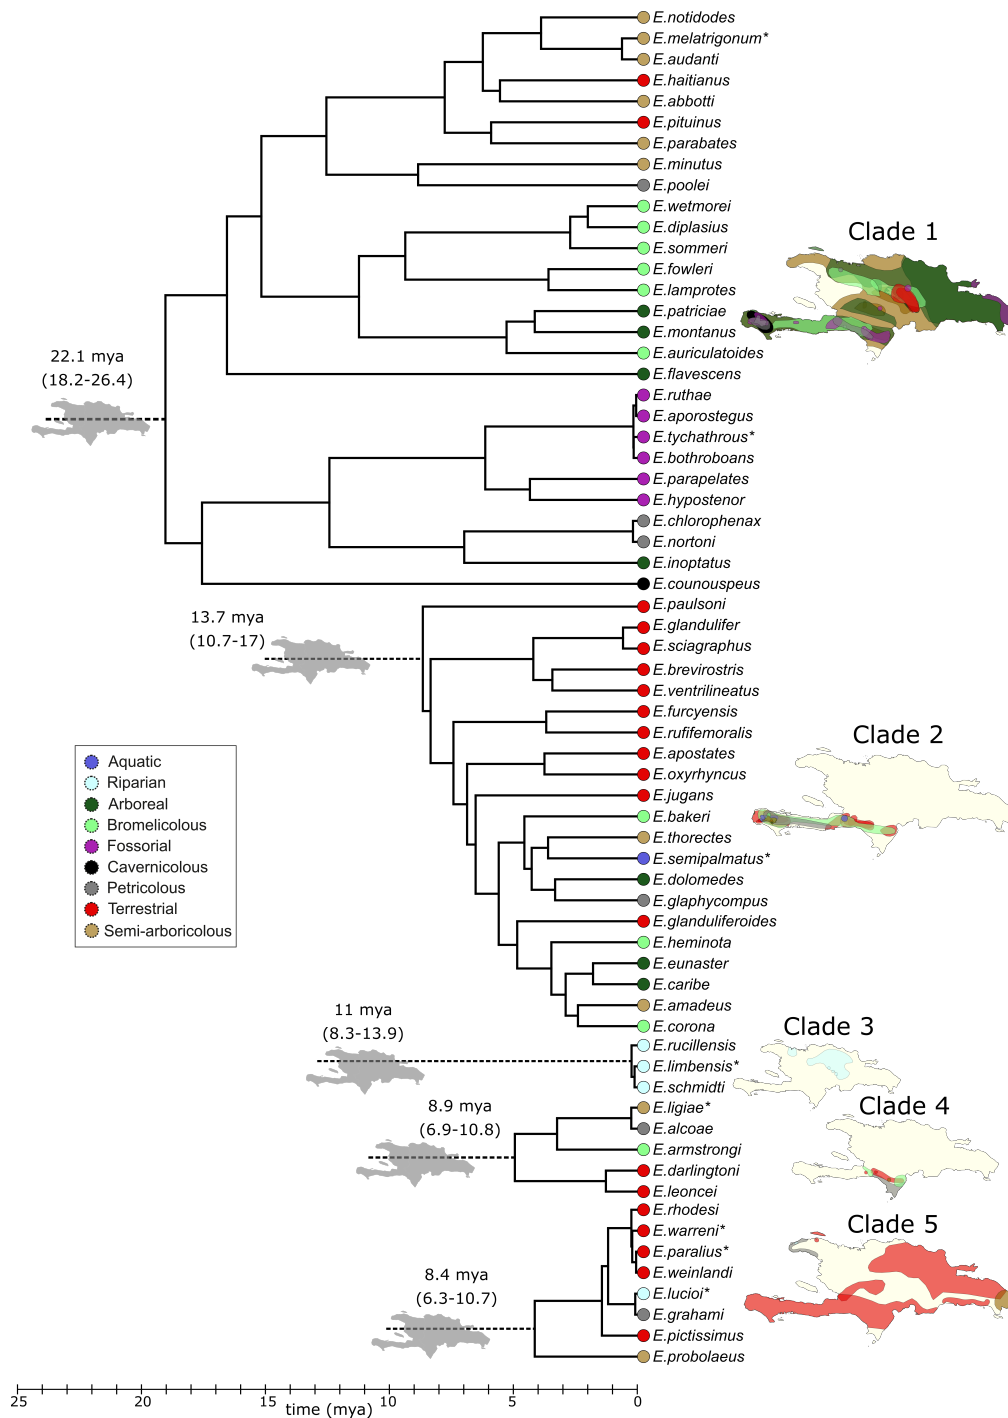 E.notidodes
E.melatrigonum*
E.audanti
E.haitianus
E.abbotti
E.pituinus
E.parabates
E.minutus
E.poolei
E.wetmorei
E.diplasius
E.sommeri
E.fowleri
E.lamprotes
E.patriciae
E.montanus
E.auriculatoides
E.flavescens
E.ruthae
E.aporostegus
E.tychathrous*
E.bothroboans
E.parapelates
E.hypostenor
E.chlorophenax
E.nortoni
E.inoptatus
E.counouspeus
22.1 mya
(18.2-26.4)
Clade 1
E.paulsoni
E.glandulifer
E.sciagraphus
E.brevirostris
E.ventrilineatus
E.furcyensis
E.rufifemoralis
E.apostates
E.oxyrhyncus
E.jugans
E.bakeri
E.thorectes
E.semipalmatus*
E.dolomedes
E.glaphycompus
E.glanduliferoides
E.heminota
E.eunaster
E.caribe
E.amadeus
E.corona
13.7 mya
(10.7-17)
Clade 2
Aquatic
Riparian
Arboreal
Bromelicolous
Fossorial
Cavernicolous
Petricolous
Terrestrial
Semi-arboricolous
E.rucillensis
E.limbensis*
E.schmidti
11 mya
(8.3-13.9)
Clade 3
E.ligiae*
E.alcoae
E.armstrongi
E.darlingtoni
E.leoncei
8.9 mya
(6.9-10.8)
Clade 4
E.rhodesi
E.warreni*
E.paralius*
E.weinlandi
E.lucioi*
E.grahami
E.pictissimus
E.probolaeus
8.4 mya
(6.3-10.7)
Clade 5
25 20 15 10 5 0
time (mya)